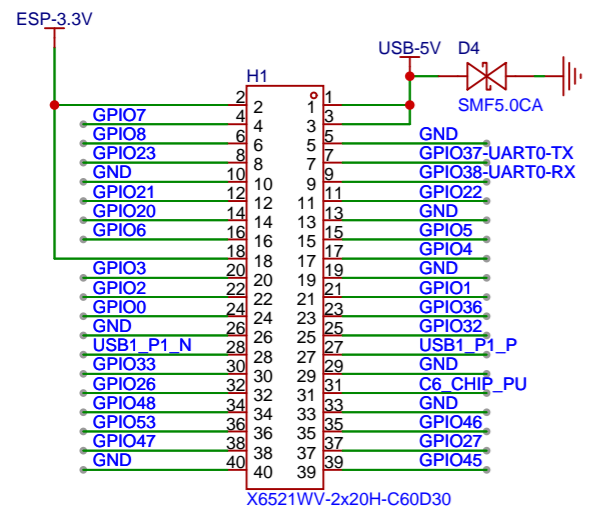 ESP-3.3V
USB-5V D4
SMF5.0CA
H1
2 2 1 1
GPIO7 4 4 3 3
GPIO8 6 6 5 5 GND
GPIO23 8 8 7 7 GPIO37-UART0-TX
GND 10 10 9 9 GPIO38-UART0-RX
GPIO21 12 12 11 11 GPIO22
GPIO20 14 14 13 13 GND
GPIO6 16 16 15 15 GPIO5
18 18 17 17 GPIO4
GPIO3 20 20 19 19 GND
GPIO2 22 22 21 21 GPIO1
GPIO0 24 24 23 23 GPIO36
GND 26 26 25 25 GPIO32
USB1_P1_N 28 28 27 27 USB1_P1_P
GPIO33 30 30 29 29 GND
GPIO26 32 32 31 31 C6_CHIP_PU
GPIO48 34 34 33 33 GND
GPIO53 36 36 35 35 GPIO46
GPIO47 38 38 37 37 GPIO27
GND 40 40 39 39 GPIO45
X6521WV-2x20H-C60D30